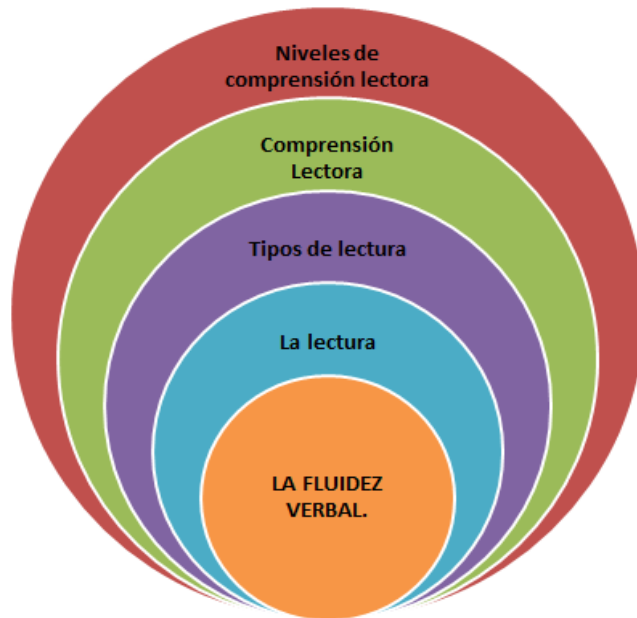 Niveles de
comprensión lectora
Comprensión
Lectora
Tipos de lectura
La lectura
LA FLUIDEZ
VERBAL.